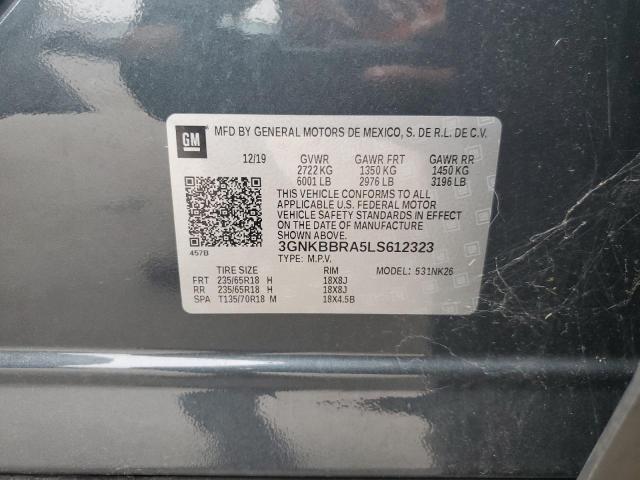 GM
MFD BY GENERAL MOTORS DE MEXICO, S. DE R.L. DE C.V.
12/19 GVWR GAWR FRT GAWR RR
2722 KG 1350 KG 1450 KG
6001 LB 2976 LB 3196 LB
THIS VEHICLE CONFORMS TO ALL
APPLICABLE U.S. FEDERAL MOTOR
VEHICLE SAFETY STANDARDS IN EFFECT
ON THE DATE OF MANUFACTURE
SHOWN ABOVE.
457B 3GNKBBRA5LS612323
TYPE: M.P.V.
TIRE SIZE RIM MODEL: 531NK26
FRT 235/65R18 H 18X8J
RR 235/65R18 H 18X8J
SPA T135/70R18 M 18X4.5B